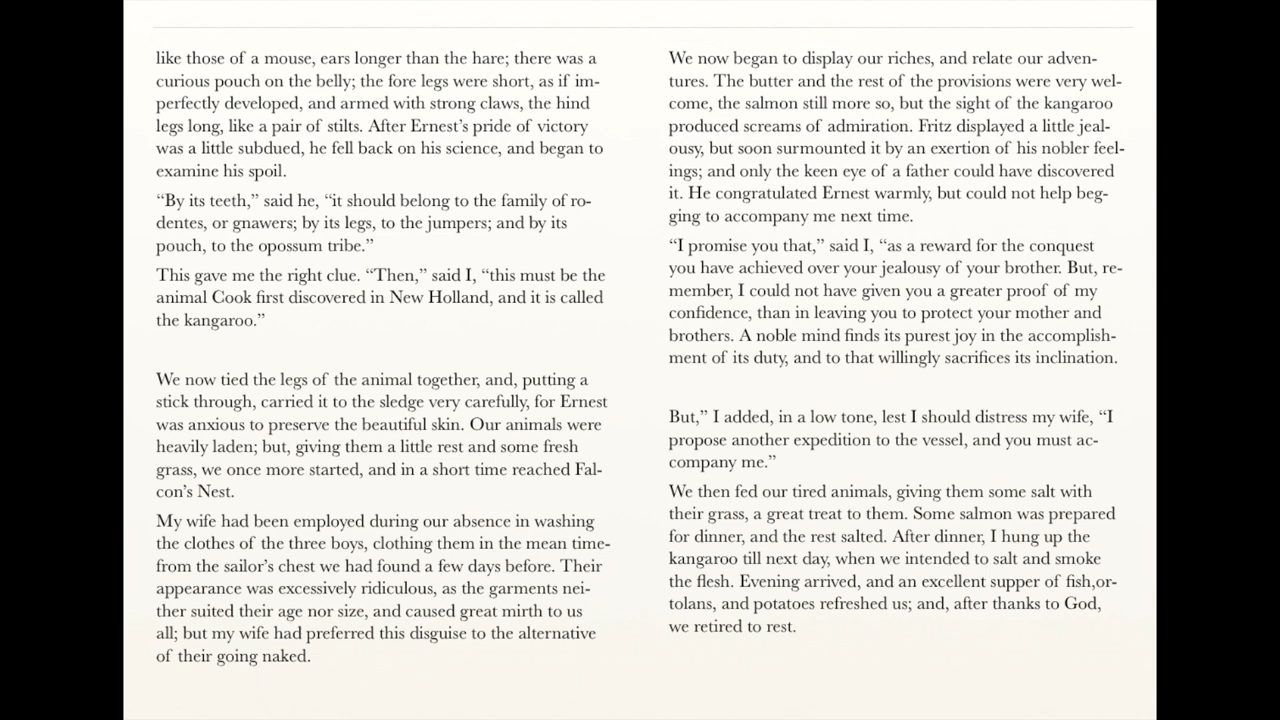 like those of a mouse, ears longer than the hare; there was a
curious pouch on the belly; the fore legs were short, as if im-
perfectly developed, and armed with strong claws, the hind
legs long, like a pair of stilts. After Ernest’s pride of victory
was a little subdued, he fell back on his science, and began to
examine his spoil.
“By its teeth,” said he, “it should belong to the family of ro-
dentes, or gnawers; by its legs, to the jumpers; and by its
pouch, to the opossum tribe.”
This gave me the right clue. “Then,” said I, “this must be the
animal Cook first discovered in New Holland, and it is called
the kangaroo.”
We now tied the legs of the animal together, and, putting a
stick through, carried it to the sledge very carefully, for Ernest
was anxious to preserve the beautiful skin. Our animals were
heavily laden; but, giving them a little rest and some fresh
grass, we once more started, and in a short time reached Fal-
con’s Nest.
My wife had been employed during our absence in washing
the clothes of the three boys, clothing them in the mean time-
from the sailor’s chest we had found a few days before. Their
appearance was excessively ridiculous, as the garments nei-
ther suited their age nor size, and caused great mirth to us
all; but my wife had preferred this disguise to the alternative
of their going naked.
We now began to display our riches, and relate our adven-
tures. The butter and the rest of the provisions were very wel-
come, the salmon still more so, but the sight of the kangaroo
produced screams of admiration. Fritz displayed a little jeal-
ousy, but soon surmounted it by an exertion of his nobler feel-
ings; and only the keen eye of a father could have discovered
it. He congratulated Ernest warmly, but could not help beg-
ging to accompany me next time.
“I promise you that,” said I, “as a reward for the conquest
you have achieved over your jealousy of your brother. But, re-
member, I could not have given you a greater proof of my
confidence, than in leaving you to protect your mother and
brothers. A noble mind finds its purest joy in the accomplish-
ment of its duty, and to that willingly sacrifices its inclination.
But,” I added, in a low tone, lest I should distress my wife, “I
propose another expedition to the vessel, and you must ac-
company me.”
We then fed our tired animals, giving them some salt with
their grass, a great treat to them. Some salmon was prepared
for dinner, and the rest salted. After dinner, I hung up the
kangaroo till next day, when we intended to salt and smoke
the flesh. Evening arrived, and an excellent supper of fish,or-
tolans, and potatoes refreshed us; and, after thanks to God,
we retired to rest.